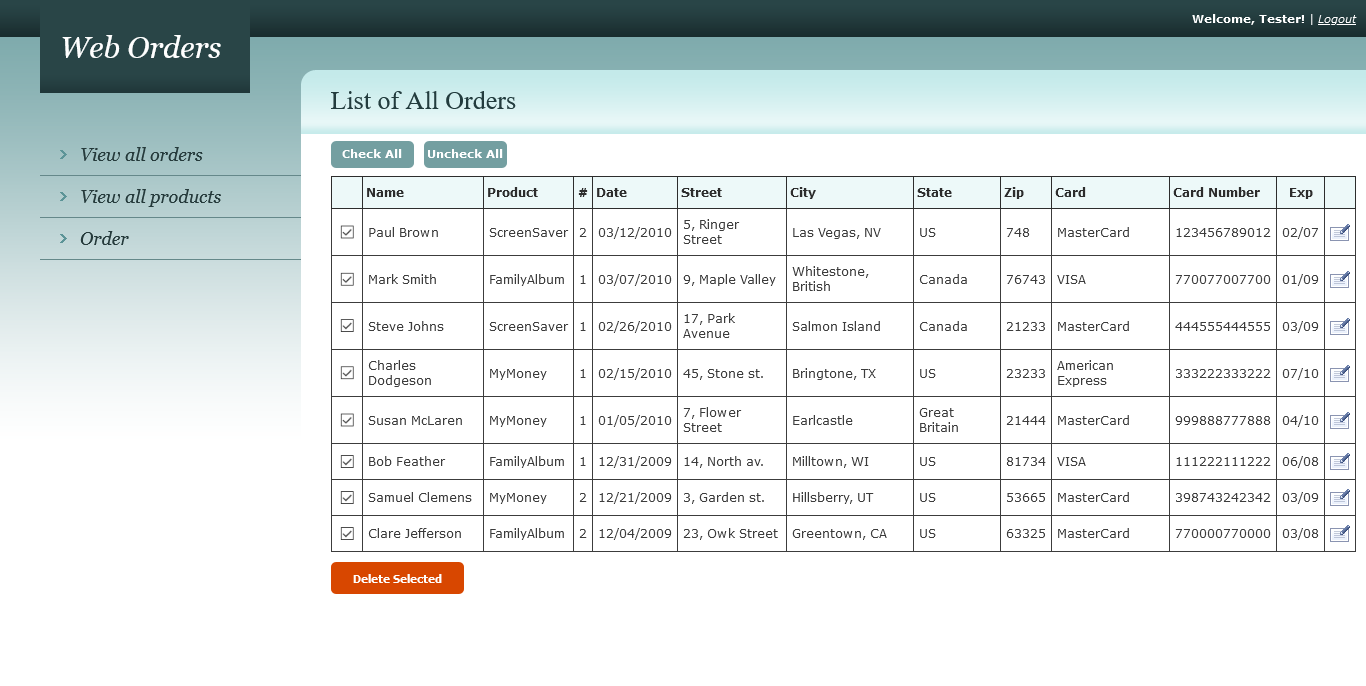 Welcome, Tester! | Logout
Web Orders
View all orders
View all products
Order
List of All Orders
Check All Uncheck All
Name Product # Date Street City State Zip Card Card Number Exp
Paul Brown ScreenSaver 2 03/12/2010 5, Ringer Street Las Vegas, NV US 748 MasterCard 123456789012 02/07
Mark Smith FamilyAlbum 1 03/07/2010 9, Maple Valley Whitestone, British Canada 76743 VISA 770077007700 01/09
Steve Johns ScreenSaver 1 02/26/2010 17, Park Avenue Salmon Island Canada 21233 MasterCard 444555444555 03/09
Charles Dodgeson MyMoney 1 02/15/2010 45, Stone st. Bringtone, TX US 23233 American Express 333222333222 07/10
Susan McLaren MyMoney 1 01/05/2010 7, Flower Street Earlcastle Great Britain 21444 MasterCard 999888777888 04/10
Bob Feather FamilyAlbum 1 12/31/2009 14, North av. Milltown, WI US 81734 VISA 111222111222 06/08
Samuel Clemens MyMoney 2 12/21/2009 3, Garden st. Hillsberry, UT US 53665 MasterCard 398743242342 03/09
Clare Jefferson FamilyAlbum 2 12/04/2009 23, Owk Street Greentown, CA US 63325 MasterCard 770000770000 03/08
Delete Selected